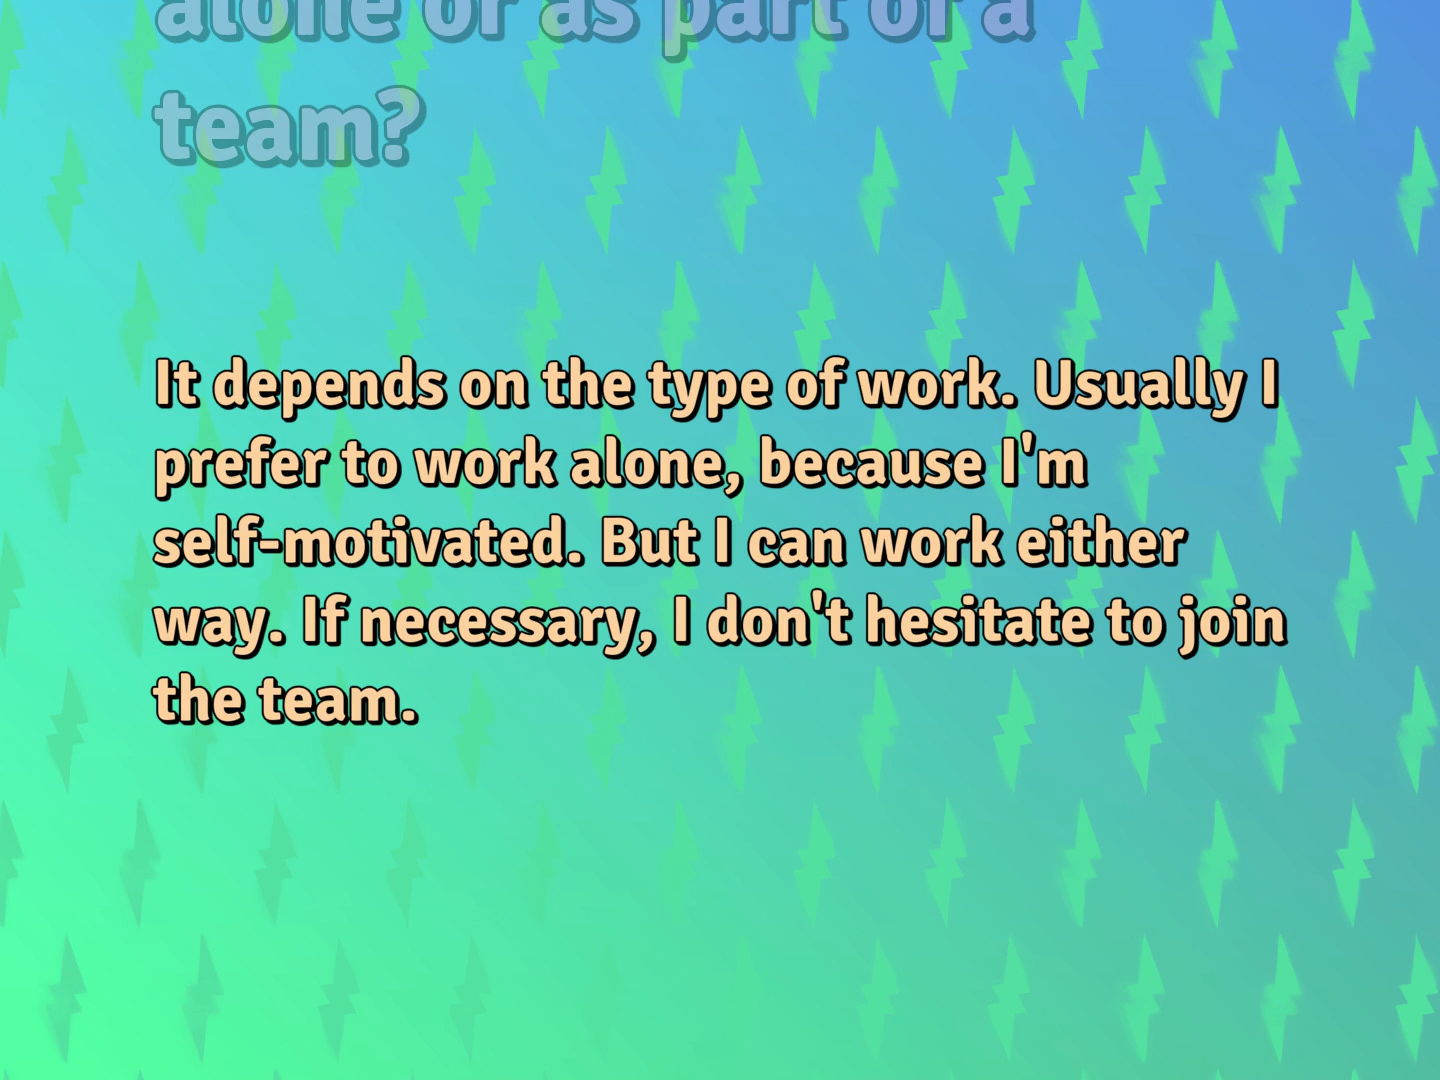 alone or as part of a
team?
It depends on the type of work. Usually I
prefer to work alone, because I'm
self-motivated. But I can work either
way. If necessary, I don't hesitate to join
the team.